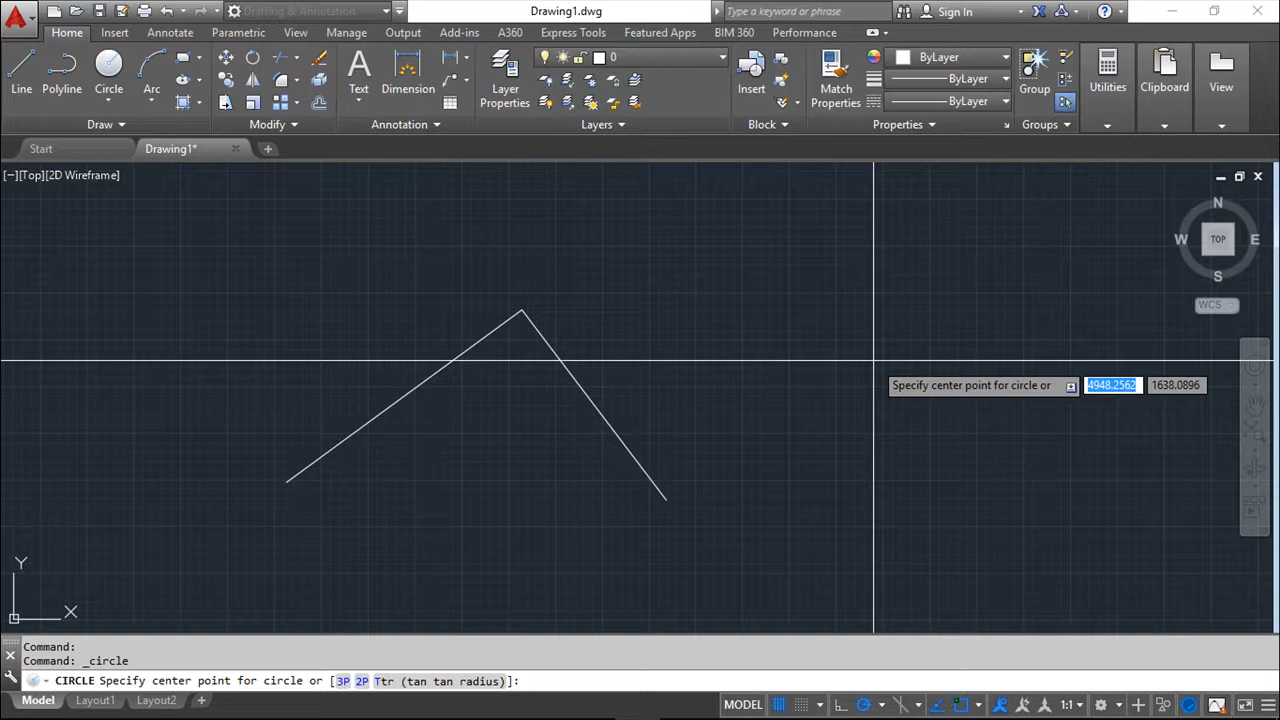 Drafting & Annotation
Drawing1.dwg
Type a keyword or phrase
Sign In
Home Insert Annotate Parametric View Manage Output Add-ins A360 Express Tools Featured Apps BIM 360 Performance
Line Polyline Circle Arc
Draw
Modify
Text Dimension
Annotation
Layer Properties
0
Layers
Insert
Block
Match Properties
ByLayer
ByLayer
ByLayer
Properties
Group
Groups
Utilities
Clipboard
View
Start Drawing1*
[−][Top][2D Wireframe]
N
W TOP E
S
WCS
Specify center point for circle or 4948.2562 1638.0896
Y
X
Command:
Command: _circle
CIRCLE Specify center point for circle or [3P 2P Ttr (tan tan radius)]:
Model Layout1 Layout2
MODEL
1:1